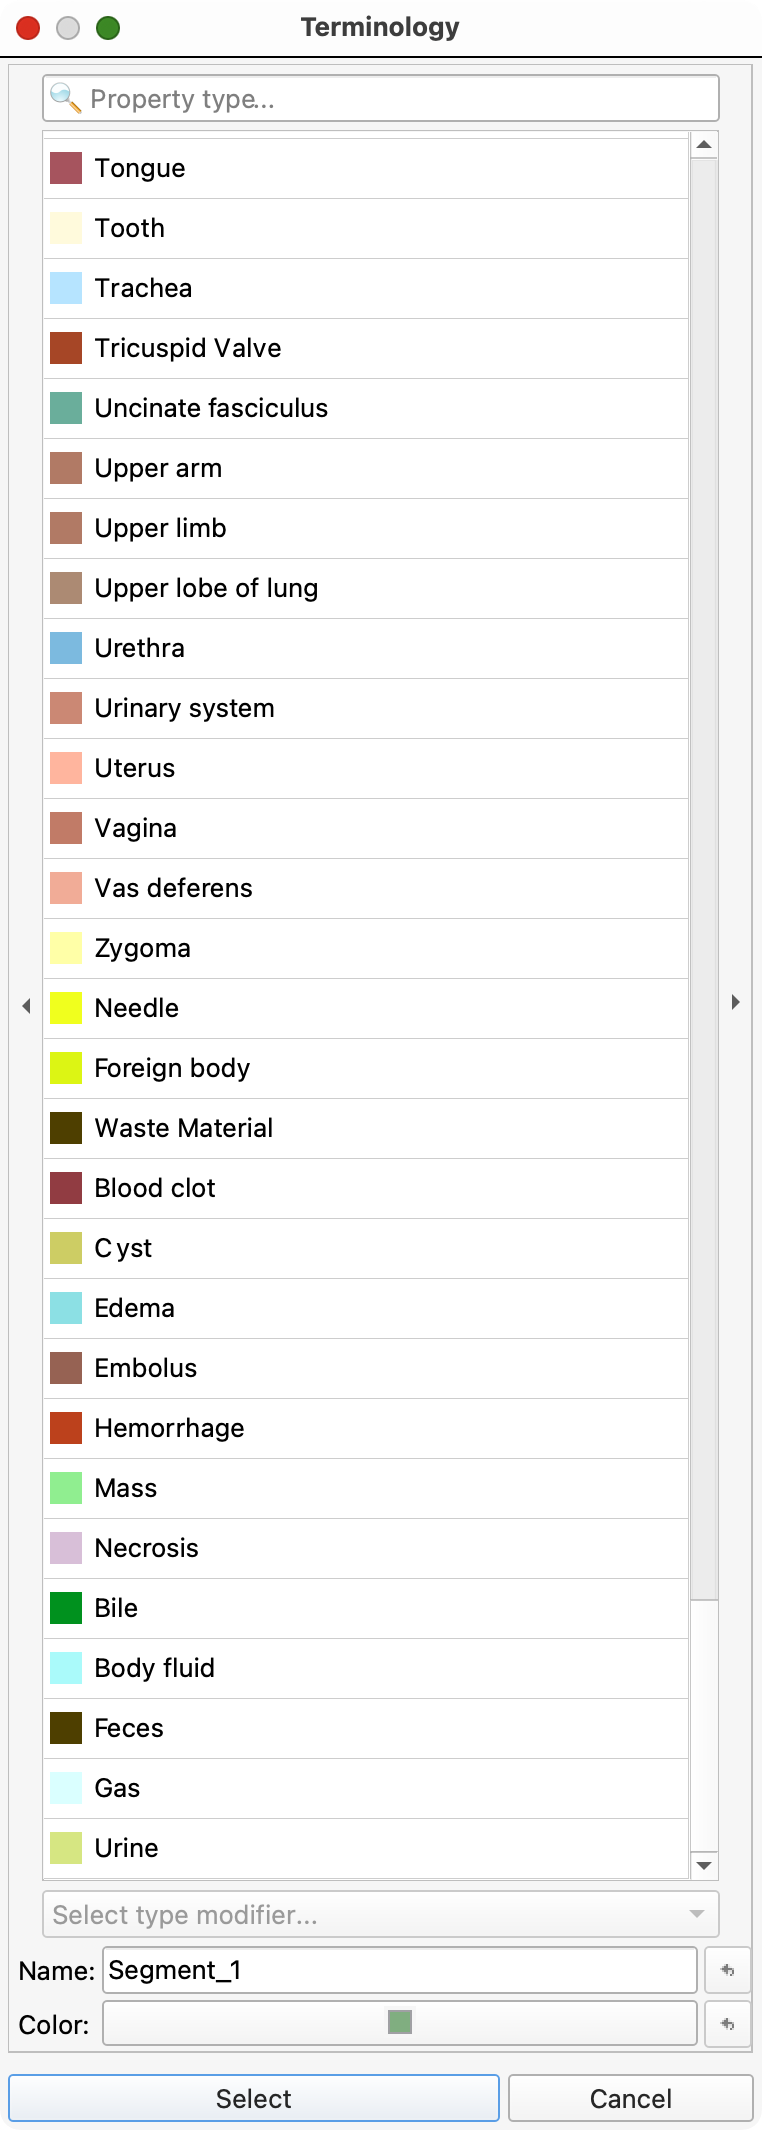 Terminology
Property type...
Tongue
Tooth
Trachea
Tricuspid Valve
Uncinate fasciculus
Upper arm
Upper limb
Upper lobe of lung
Urethra
Urinary system
Uterus
Vagina
Vas deferens
Zygoma
Needle
Foreign body
Waste Material
Blood clot
Cyst
Edema
Embolus
Hemorrhage
Mass
Necrosis
Bile
Body fluid
Feces
Gas
Urine
Select type modifier...
Name: Segment_1
Color:
Select Cancel